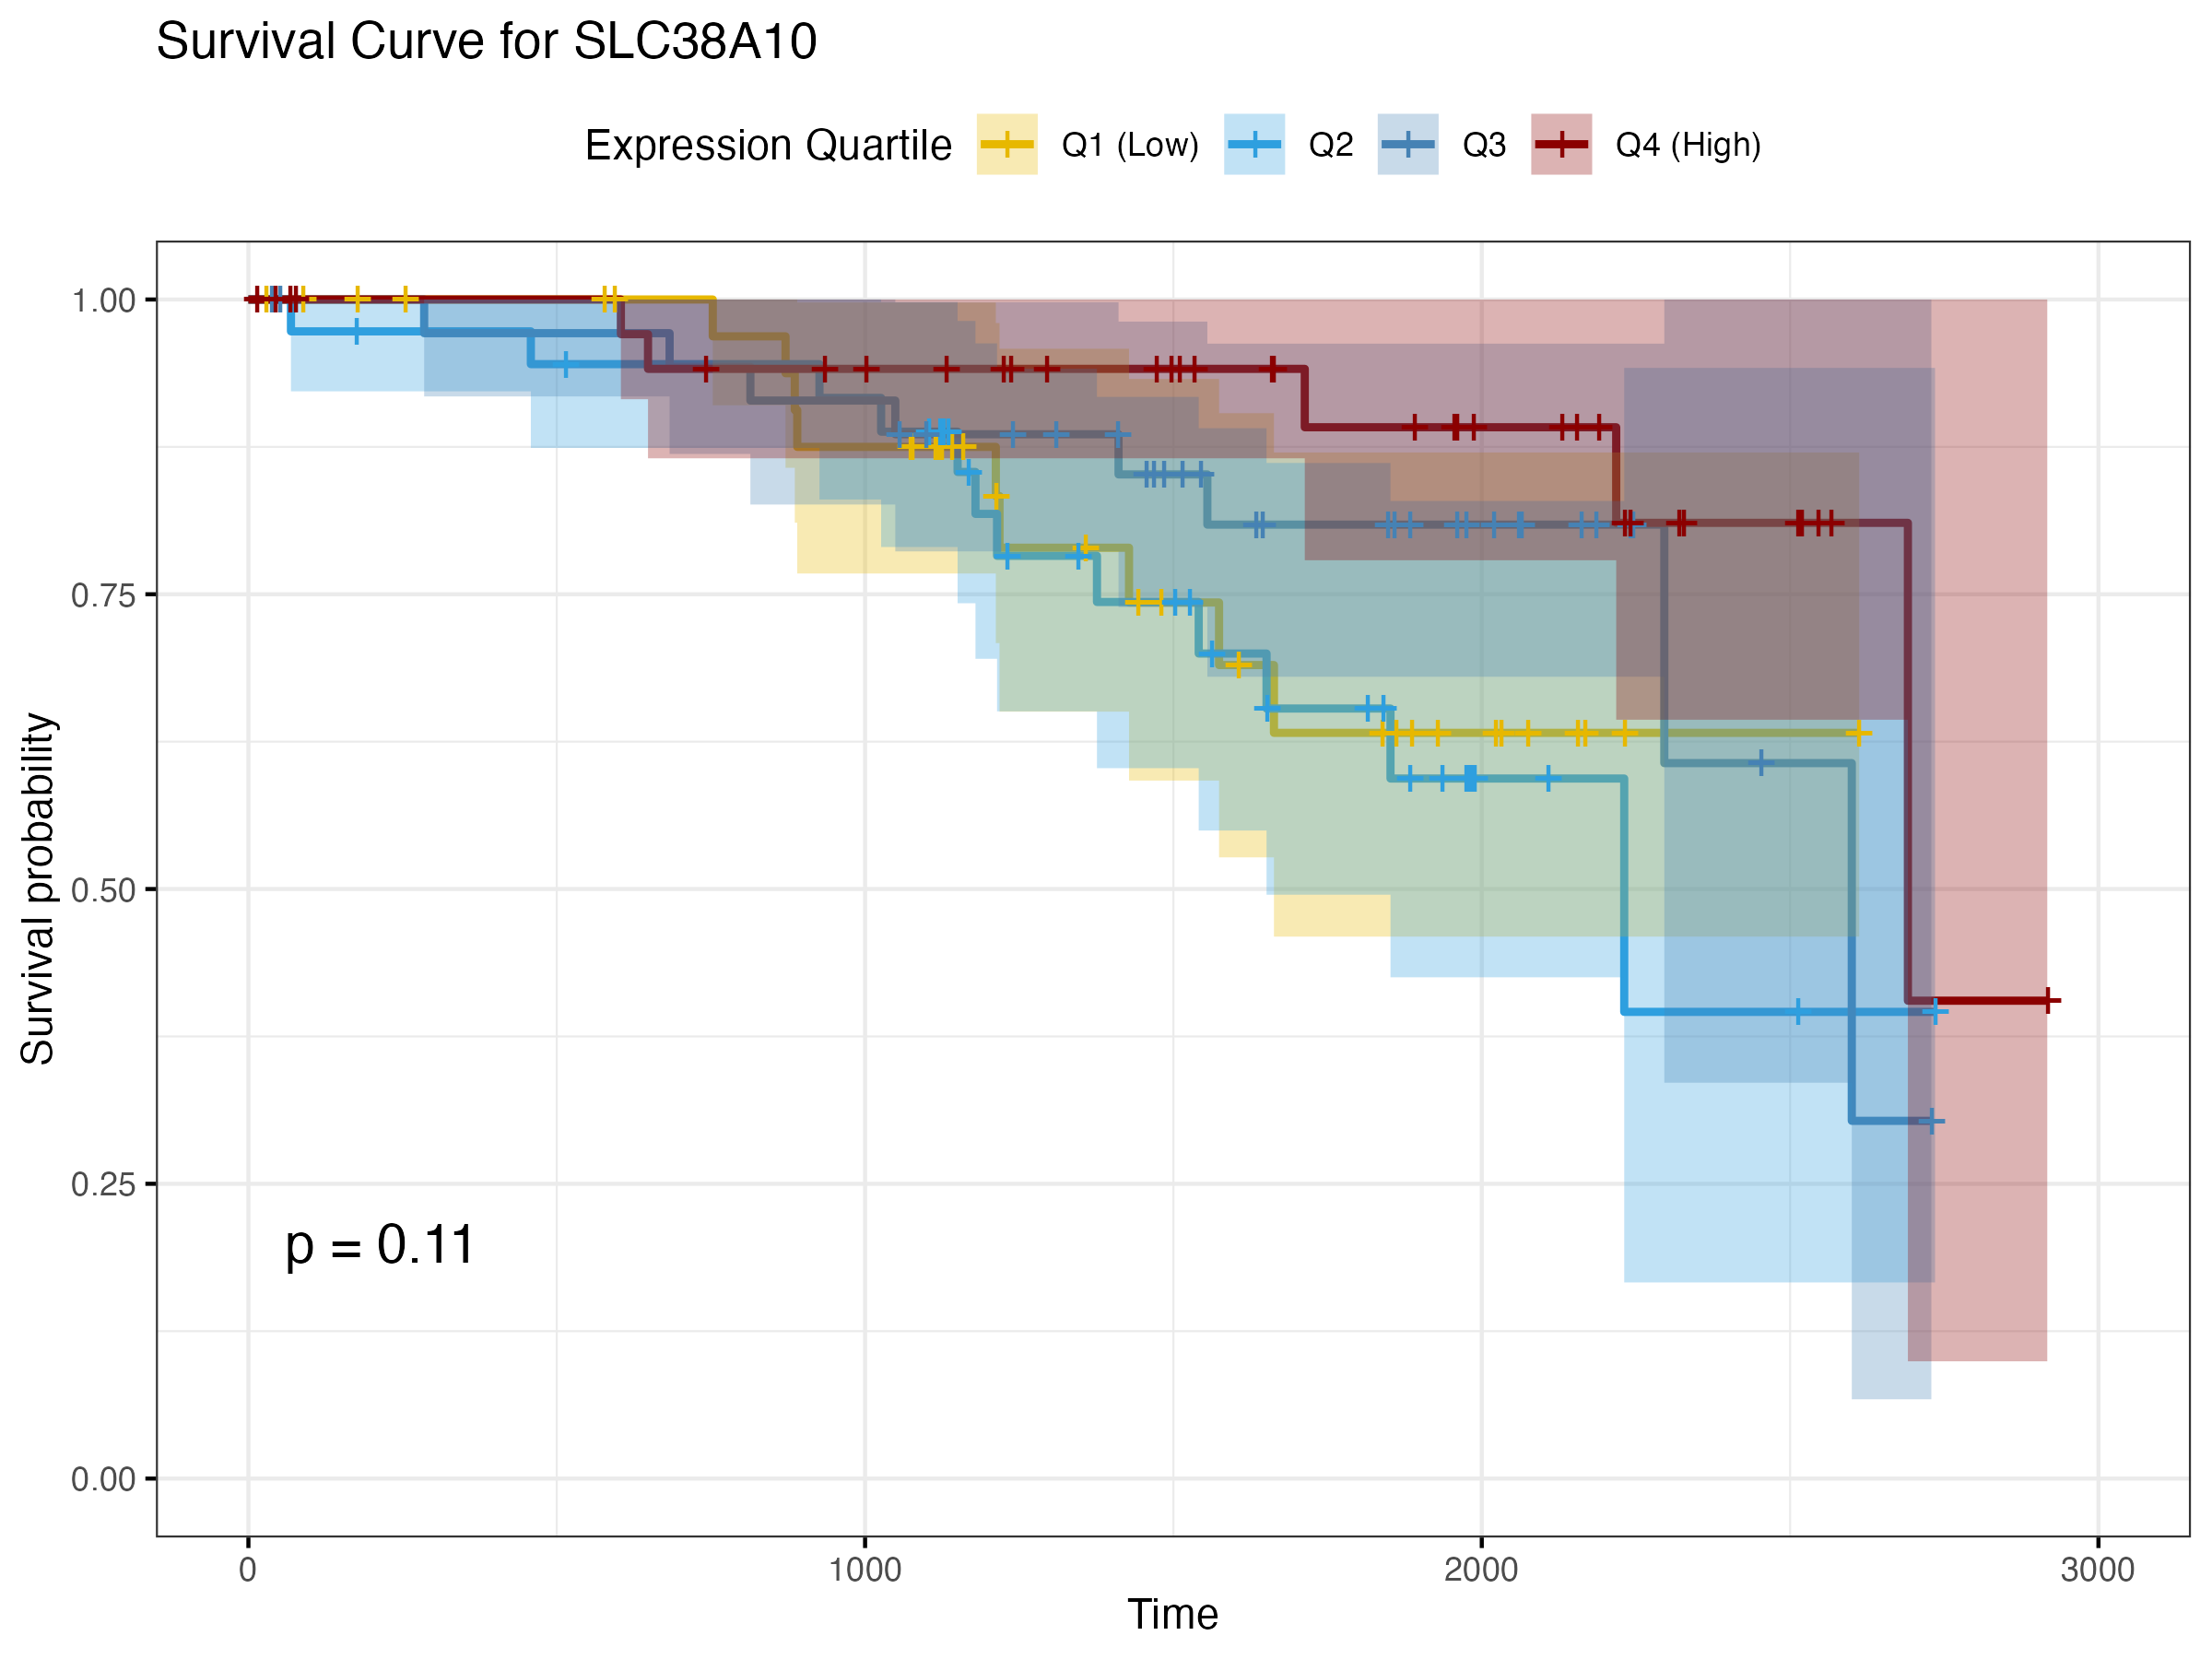 Survival Curve for SLC38A10
Expression Quartile Q1 (Low) Q2 Q3 Q4 (High)
Survival probability
1.00
0.75
0.50
0.25
0.00
p = 0.11
0 1000 2000 3000
Time